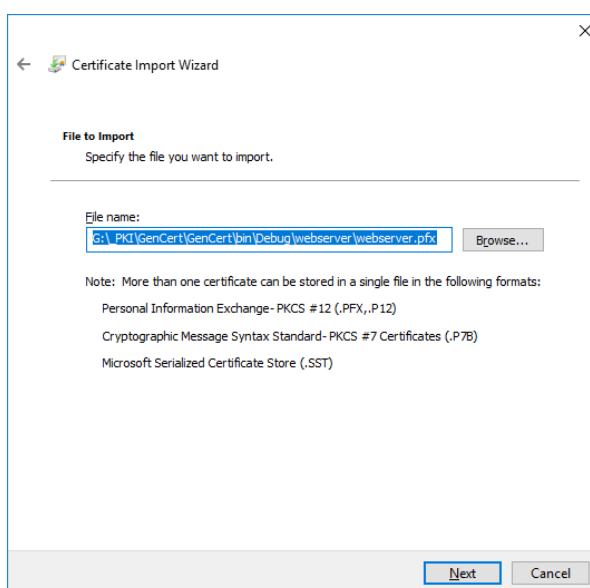 Certificate Import Wizard
File to Import
Specify the file you want to import.
File name:
G:\_PKI\GenCert\GenCert\bin\Debug\webserver\webserver.pfx
Browse...
Note: More than one certificate can be stored in a single file in the following formats:
Personal Information Exchange- PKCS #12 (.PFX,.P12)
Cryptographic Message Syntax Standard- PKCS #7 Certificates (.P7B)
Microsoft Serialized Certificate Store (.SST)
Next
Cancel